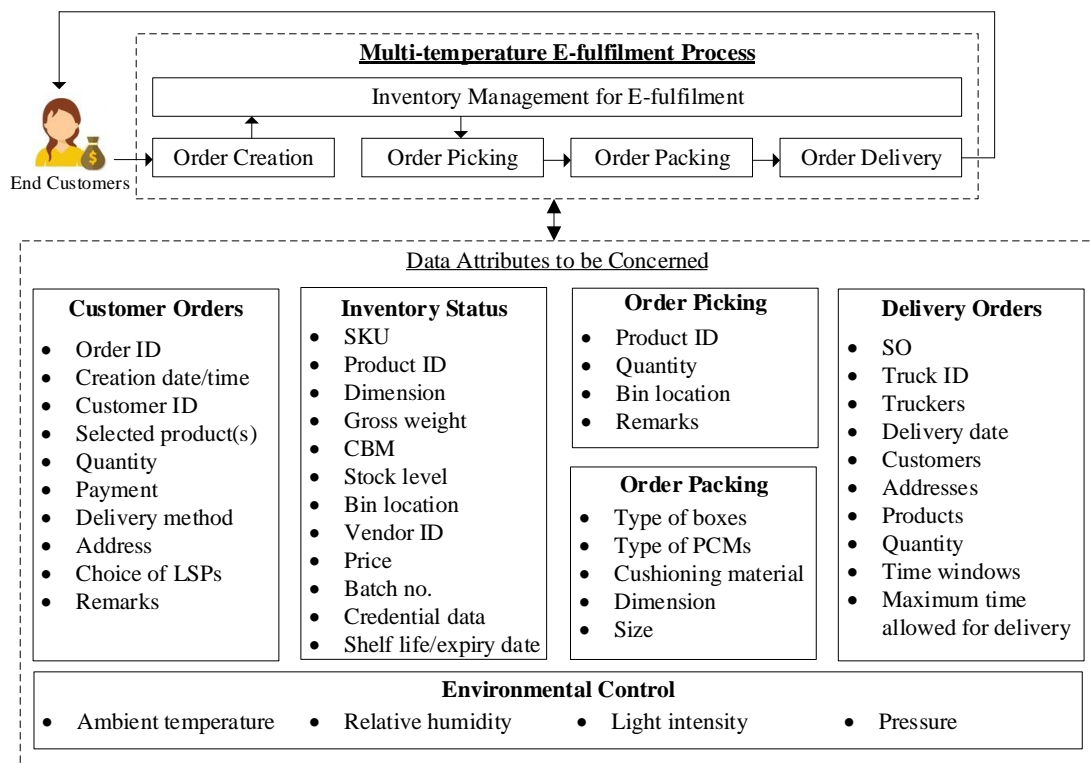 Multi-temperature E-fulfilment Process
Inventory Management for E-fulfilment
Order Creation
Order Picking
Order Packing
Order Delivery
$
End Customers
Data Attributes to be Concerned
Customer Orders
• Order ID
• Creation date/time
• Customer ID
• Selected product(s)
• Quantity
• Payment
• Delivery method
• Address
• Choice of LSPs
• Remarks
Inventory Status
• SKU
• Product ID
• Dimension
• Gross weight
• CBM
• Stock level
• Bin location
• Vendor ID
• Price
• Batch no.
• Credential data
• Shelf life/expiry date
Order Picking
• Product ID
• Quantity
• Bin location
• Remarks
Order Packing
• Type of boxes
• Type of PCMs
• Cushioning material
• Dimension
• Size
Delivery Orders
• SO
• Truck ID
• Truckers
• Delivery date
• Customers
• Addresses
• Products
• Quantity
• Time windows
• Maximum time
allowed for delivery
Environmental Control
• Ambient temperature
• Relative humidity
• Light intensity
• Pressure